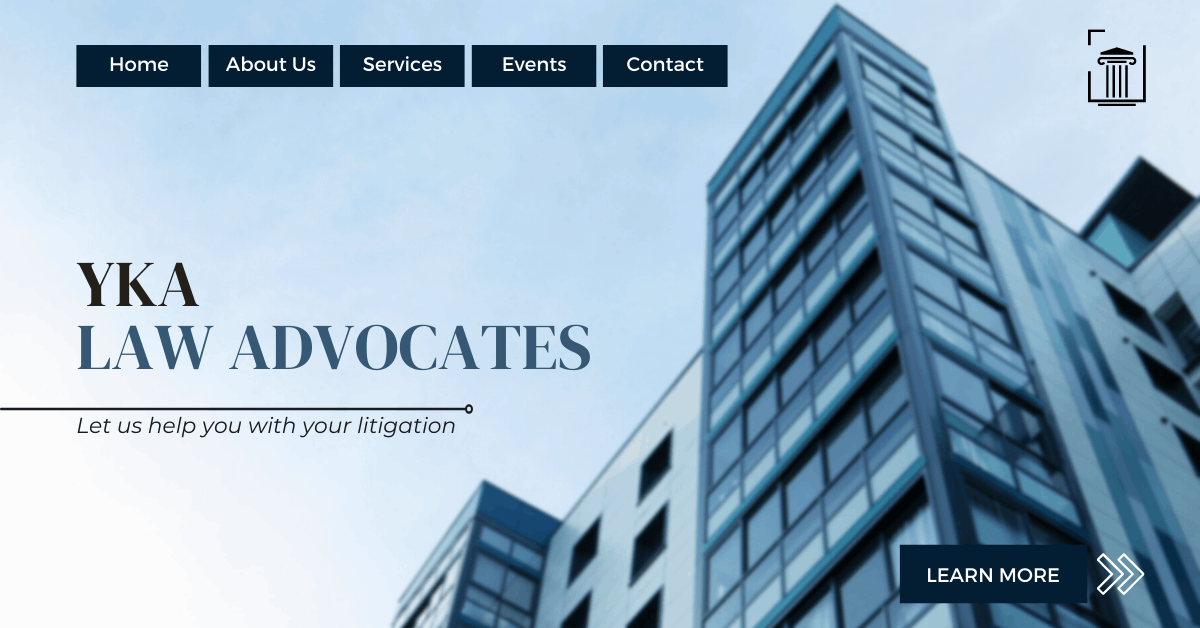 Home
About Us
Services
Events
Contact
YKA
LAW ADVOCATES
Let us help you with your litigation
LEARN MORE